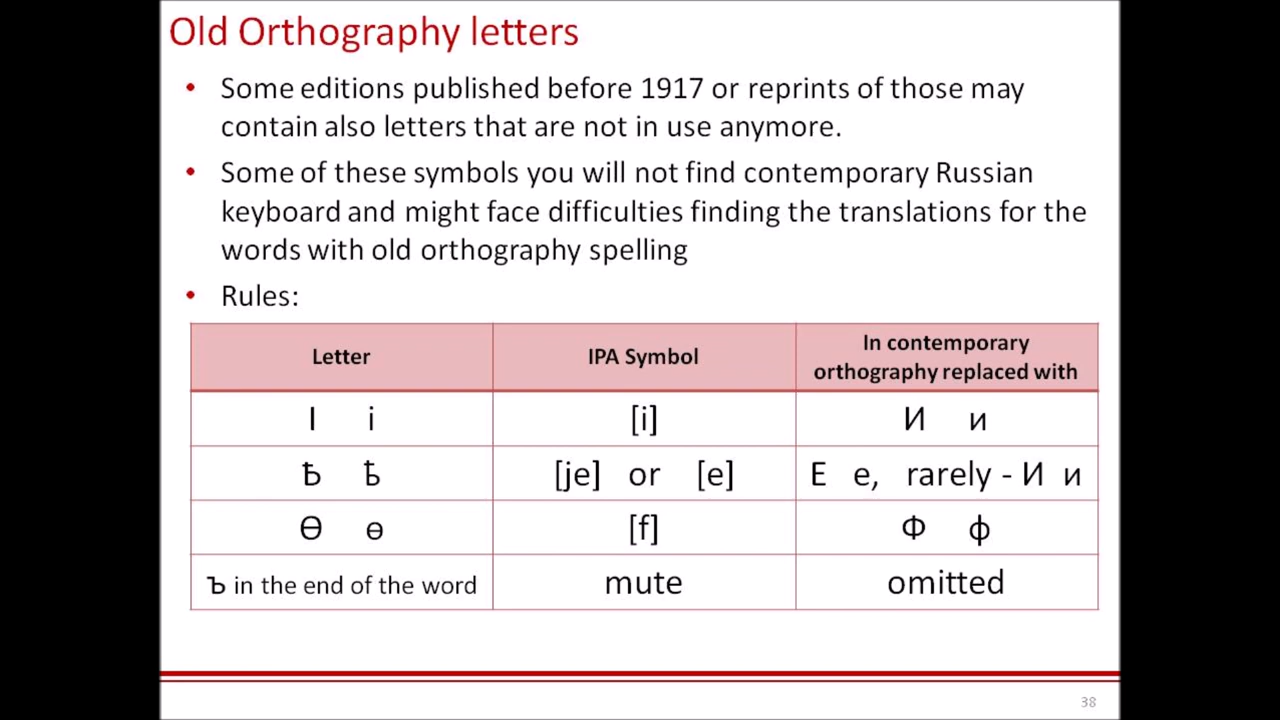 Old Orthography letters
• Some editions published before 1917 or reprints of those may
contain also letters that are not in use anymore.
• Some of these symbols you will not find contemporary Russian
keyboard and might face difficulties finding the translations for the
words with old orthography spelling
• Rules:
Letter IPA Symbol In contemporary
orthography replaced with
І і [i] И и
Ѣ ѣ [je] or [e] Е е, rarely - И и
Ѳ ѳ [f] Ф ф
Ъ in the end of the word mute omitted
38